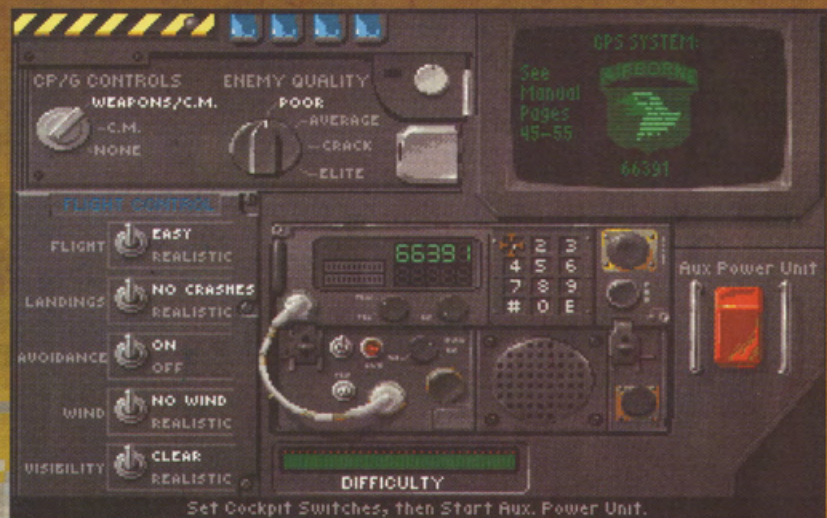 CP/G CONTROLS
WEAPONS/C.M.
C.M.
NONE
ENEMY QUALITY
POOR
AVERAGE
CRACK
ELITE
GPS SYSTEM:
See
Manual
Pages
45-55
AIRBORNE
66391
FLIGHT CONTROL
FLIGHT
EASY
REALISTIC
LANDINGS
NO CRASHES
REALISTIC
AVOIDANCE
ON
OFF
WIND
NO WIND
REALISTIC
VISIBILITY
CLEAR
REALISTIC
66391
2 3
4 5 6
7 8 9
# 0 E
Aux Power Unit
DIFFICULTY
Set Cockpit Switches, then Start Aux. Power Unit.